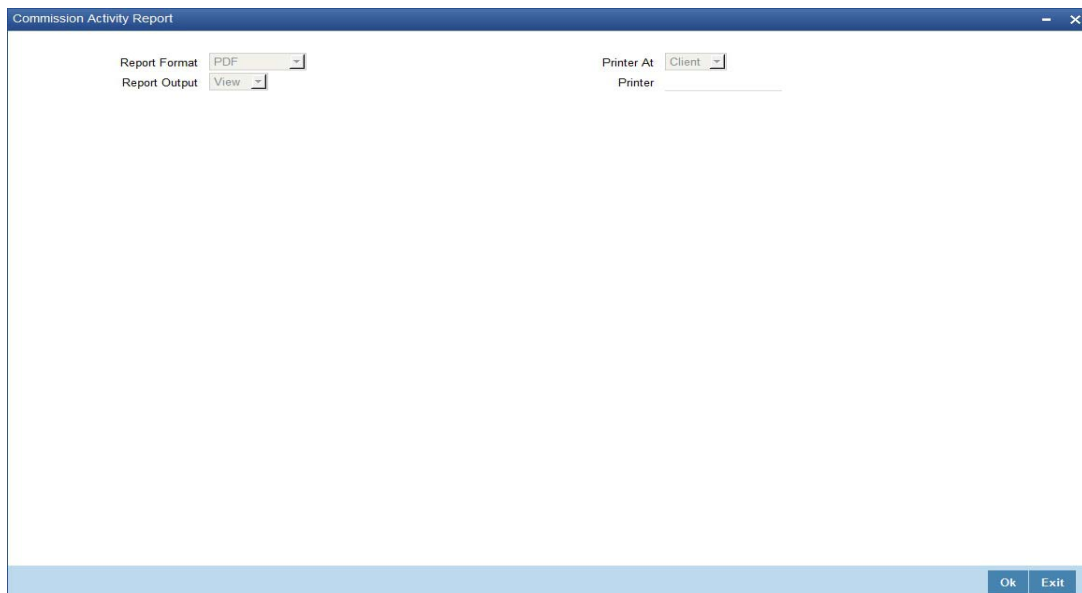 Commission Activity Report
Report Format PDF Printer At Client
Report Output View Printer
Ok Exit